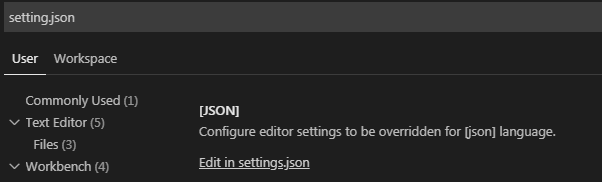 setting.json
User Workspace
Commonly Used (1)
Text Editor (5)
Files (3)
Workbench (4)
[JSON]
Configure editor settings to be overridden for [json] language.
Edit in settings.json